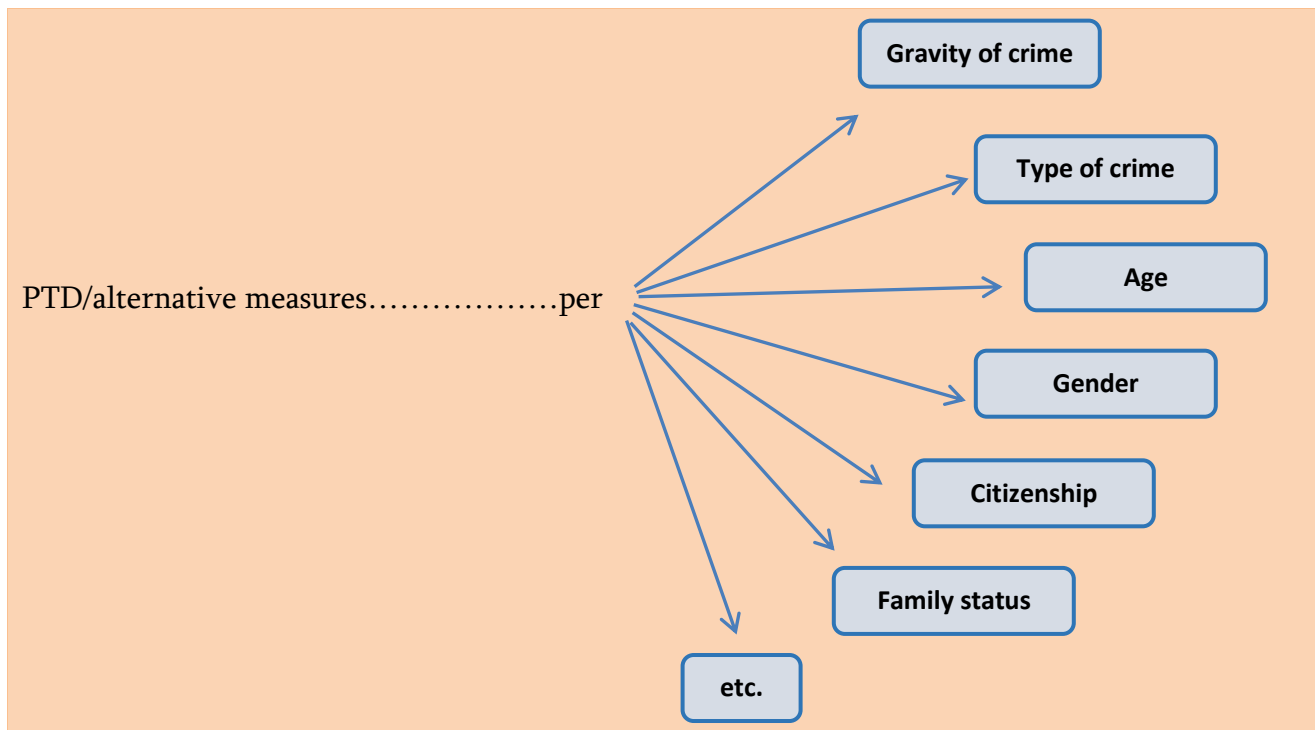 Gravity of crime
Type of crime
Age
PTD/alternative measures………………per
Gender
Citizenship
Family status
etc.